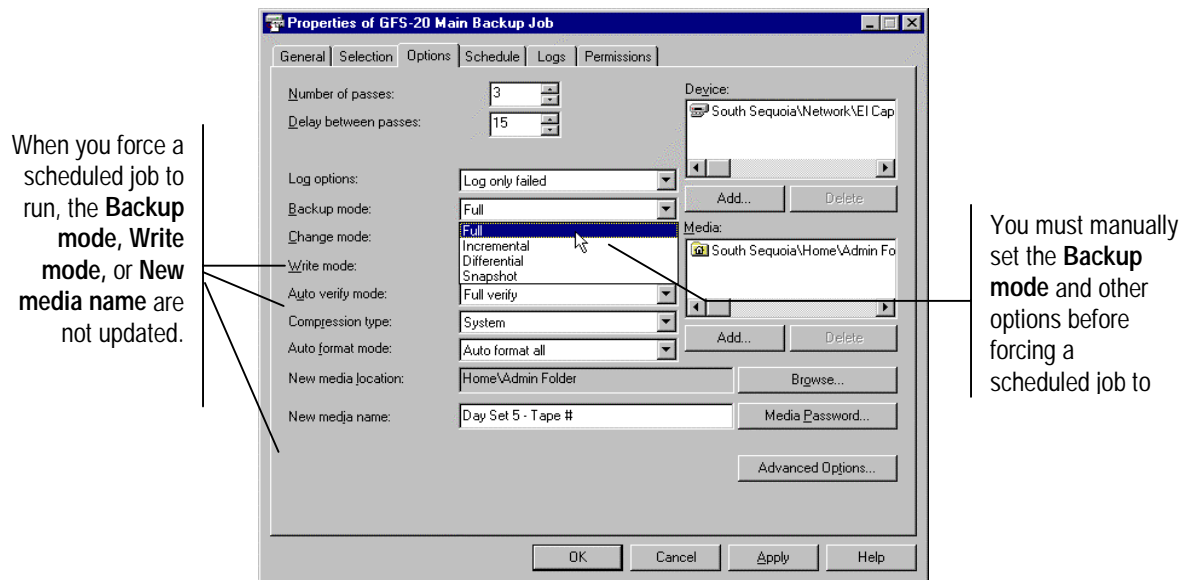 Properties of GFS-20 Main Backup Job
General
Selection
Options
Schedule
Logs
Permissions
Number of passes:
3
Delay between passes:
15
Log options:
Log only failed
Backup mode:
Full
Full
Incremental
Differential
Snapshot
Change mode:
Write mode:
Auto verify mode:
Full verify
Compression type:
System
Auto format mode:
Auto format all
New media location:
Home\Admin Folder
Browse...
New media name:
Day Set 5 - Tape #
Media Password...
Advanced Options...
Device:
South Sequoia\Network\El Cap
Add...
Delete
Media:
South Sequoia\Home\Admin Fo
Add...
Delete
OK
Cancel
Apply
Help
When you force a
scheduled job to
run, the Backup
mode, Write
mode, or New
media name are
not updated.
You must manually
set the Backup
mode and other
options before
forcing a
scheduled job to